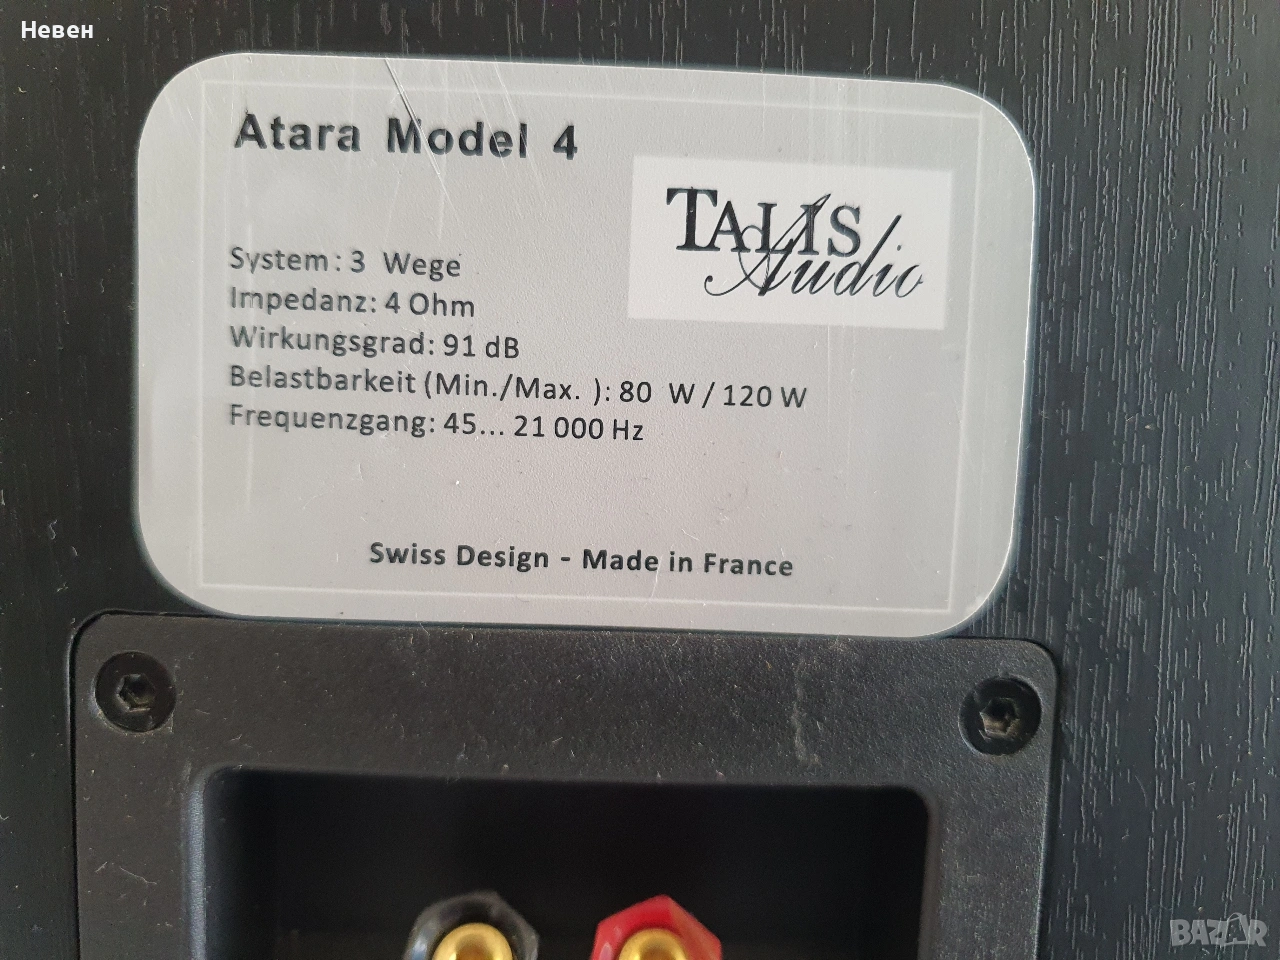 Невен
Atara Model 4
TALIS
Audio
System: 3 Wege
Impedanz: 4 Ohm
Wirkungsgrad: 91 dB
Belastbarkeit (Min./Max. ): 80 W / 120 W
Frequenzgang: 45... 21 000 Hz
Swiss Design - Made in France
BAZAR